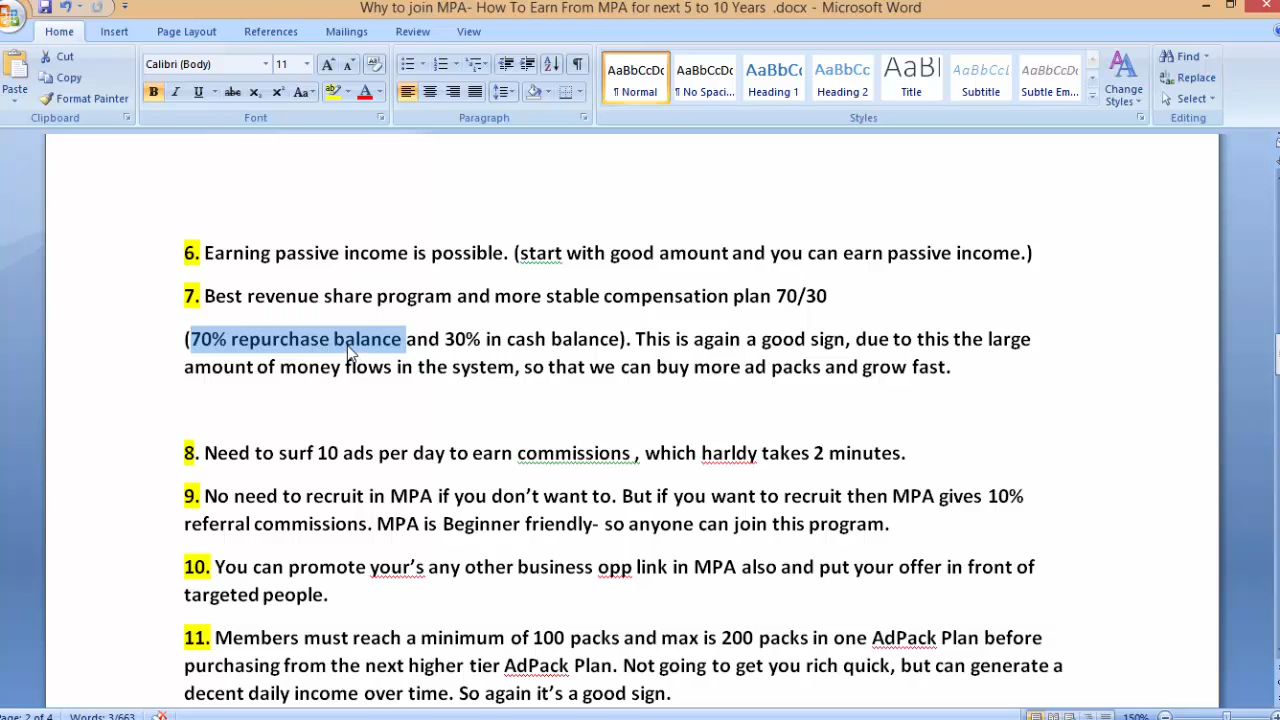 Why to join MPA- How To Earn From MPA for next 5 to 10 Years .docx - Microsoft Word
Home Insert Page Layout References Mailings Review View
Paste
Cut
Copy
Format Painter
Clipboard
Calibri (Body) 11
Font
Paragraph
AaBbCcDc AaBbCcDc AaBbCc AaBbCc AaBl AaBbCcl AaBbCcDc
¶ Normal ¶ No Spaci... Heading 1 Heading 2 Title Subtitle Subtle Em...
Change Styles
Styles
Find
Replace
Select
Editing
6. Earning passive income is possible. (start with good amount and you can earn passive income.)
7. Best revenue share program and more stable compensation plan 70/30
(70% repurchase balance and 30% in cash balance). This is again a good sign, due to this the large
amount of money flows in the system, so that we can buy more ad packs and grow fast.
8. Need to surf 10 ads per day to earn commissions , which harldy takes 2 minutes.
9. No need to recruit in MPA if you don’t want to. But if you want to recruit then MPA gives 10%
referral commissions. MPA is Beginner friendly- so anyone can join this program.
10. You can promote your’s any other business opp link in MPA also and put your offer in front of
targeted people.
11. Members must reach a minimum of 100 packs and max is 200 packs in one AdPack Plan before
purchasing from the next higher tier AdPack Plan. Not going to get you rich quick, but can generate a
decent daily income over time. So again it’s a good sign.
Page: 2 of 4 Words: 3/663 150%